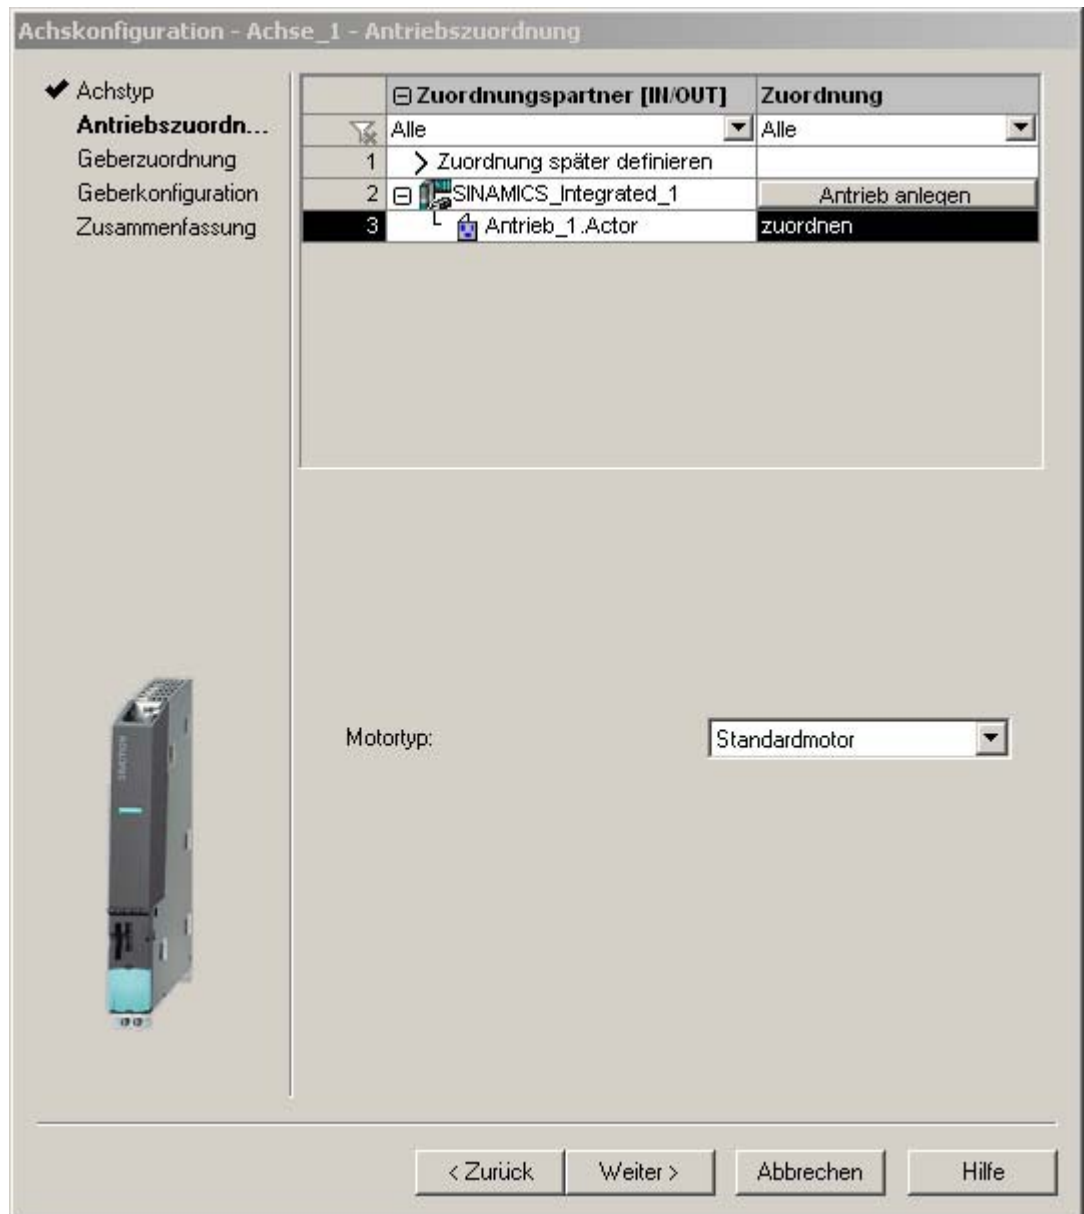 Achskonfiguration - Achse_1 - Antriebszuordnung
Achstyp
Antriebszuordn...
Geberzuordnung
Geberkonfiguration
Zusammenfassung
Zuordnungspartner [IN/OUT] Zuordnung
Alle Alle
1 Zuordnung später definieren
2 SINAMICS_Integrated_1 Antrieb anlegen
3 Antrieb_1.Actor zuordnen
SIMOTION
Motortyp: Standardmotor
< Zurück Weiter > Abbrechen Hilfe